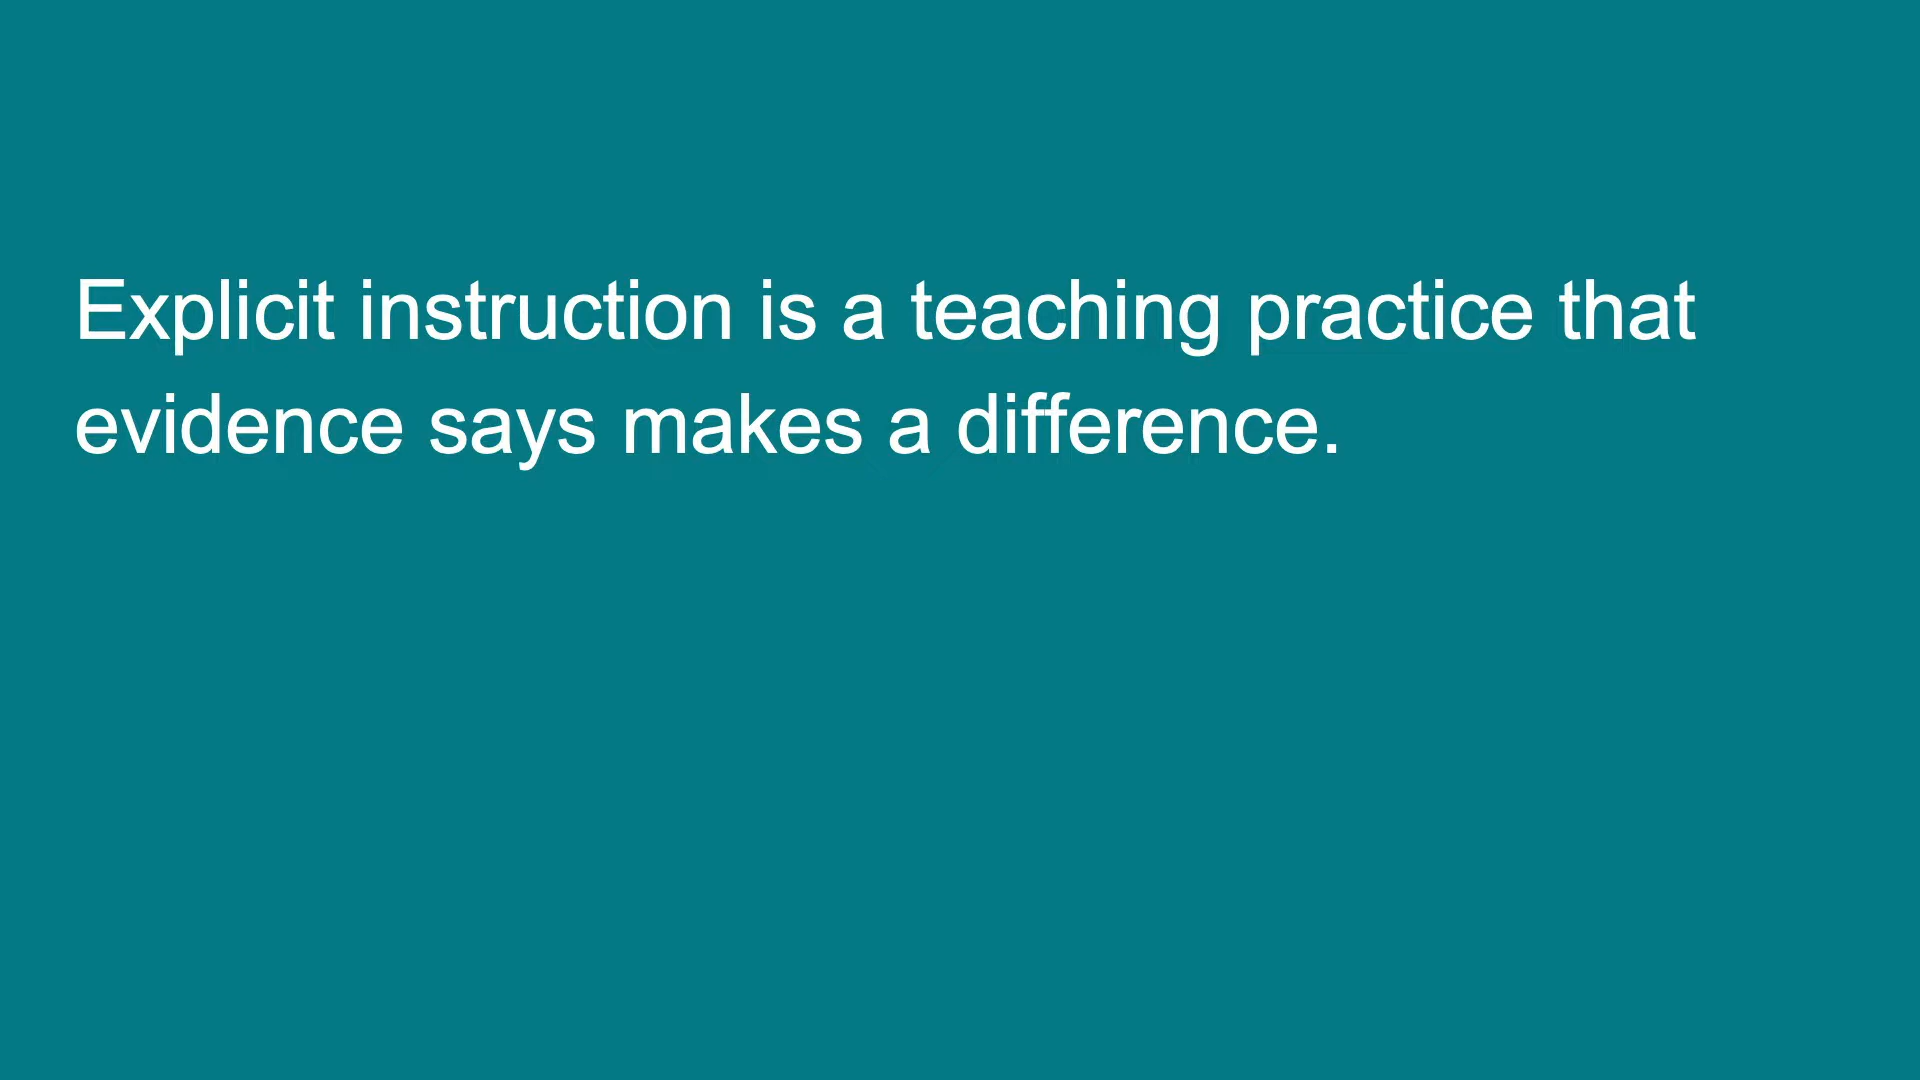 Explicit instruction is a teaching practice that
evidence says makes a difference.